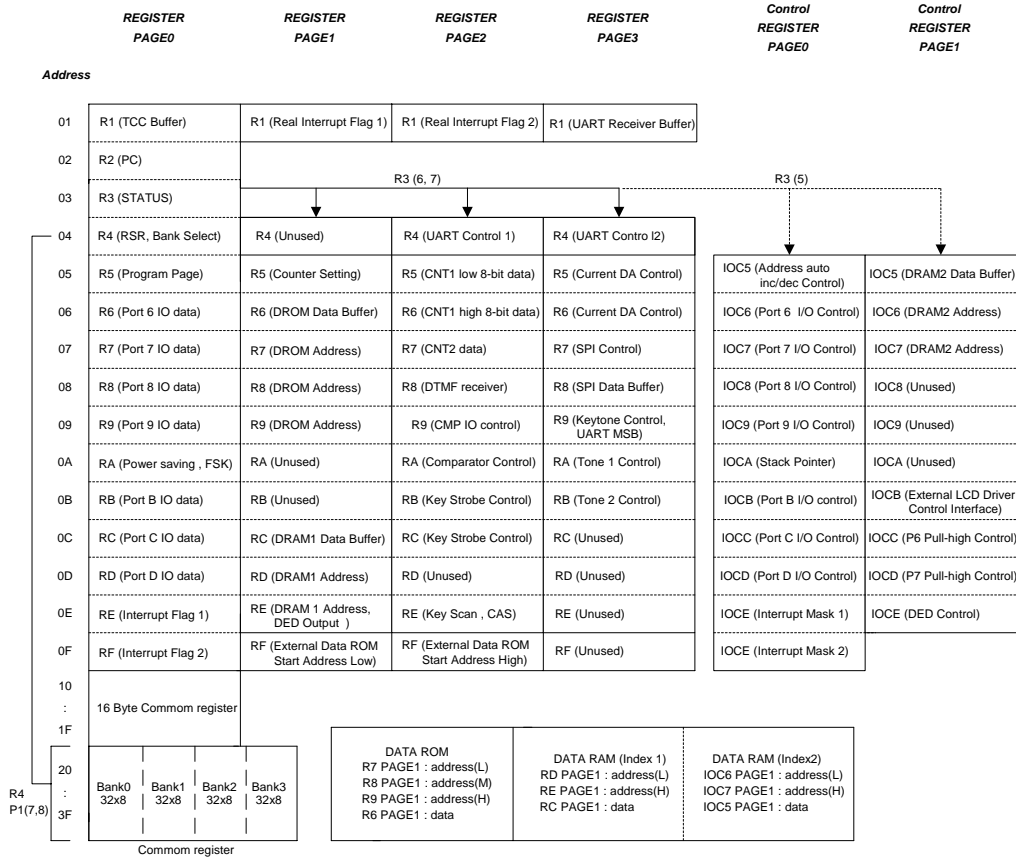 REGISTER PAGE0
REGISTER PAGE1
REGISTER PAGE2
REGISTER PAGE3
Control REGISTER PAGE0
Control REGISTER PAGE1
Address
01 R1 (TCC Buffer) R1 (Real Interrupt Flag 1) R1 (Real Interrupt Flag 2) R1 (UART Receiver Buffer)
02 R2 (PC)
R3 (6, 7) R3 (5)
03 R3 (STATUS)
04 R4 (RSR, Bank Select) R4 (Unused) R4 (UART Control 1) R4 (UART Contro l2)
05 R5 (Program Page) R5 (Counter Setting) R5 (CNT1 low 8-bit data) R5 (Current DA Control) IOC5 (Address auto inc/dec Control) IOC5 (DRAM2 Data Buffer)
06 R6 (Port 6 IO data) R6 (DROM Data Buffer) R6 (CNT1 high 8-bit data) R6 (Current DA Control) IOC6 (Port 6 I/O Control) IOC6 (DRAM2 Address)
07 R7 (Port 7 IO data) R7 (DROM Address) R7 (CNT2 data) R7 (SPI Control) IOC7 (Port 7 I/O Control) IOC7 (DRAM2 Address)
08 R8 (Port 8 IO data) R8 (DROM Address) R8 (DTMF receiver) R8 (SPI Data Buffer) IOC8 (Port 8 I/O Control) IOC8 (Unused)
09 R9 (Port 9 IO data) R9 (DROM Address) R9 (CMP IO control) R9 (Keytone Control, UART MSB) IOC9 (Port 9 I/O Control) IOC9 (Unused)
0A RA (Power saving , FSK) RA (Unused) RA (Comparator Control) RA (Tone 1 Control) IOCA (Stack Pointer) IOCA (Unused)
0B RB (Port B IO data) RB (Unused) RB (Key Strobe Control) RB (Tone 2 Control) IOCB (Port B I/O control) IOCB (External LCD Driver Control Interface)
0C RC (Port C IO data) RC (DRAM1 Data Buffer) RC (Key Strobe Control) RC (Unused) IOCC (Port C I/O Control) IOCC (P6 Pull-high Control)
0D RD (Port D IO data) RD (DRAM1 Address) RD (Unused) RD (Unused) IOCD (Port D I/O Control) IOCD (P7 Pull-high Control)
0E RE (Interrupt Flag 1) RE (DRAM 1 Address, DED Output ) RE (Key Scan , CAS) RE (Unused) IOCE (Interrupt Mask 1) IOCE (DED Control)
0F RF (Interrupt Flag 2) RF (External Data ROM Start Address Low) RF (External Data ROM Start Address High) RF (Unused) IOCE (Interrupt Mask 2)
10
:
1F
16 Byte Commom register
20
:
3F
R4
P1(7,8)
Bank0 32x8
Bank1 32x8
Bank2 32x8
Bank3 32x8
Commom register
DATA ROM
R7 PAGE1 : address(L)
R8 PAGE1 : address(M)
R9 PAGE1 : address(H)
R6 PAGE1 : data
DATA RAM (Index 1)
RD PAGE1 : address(L)
RE PAGE1 : address(H)
RC PAGE1 : data
DATA RAM (Index2)
IOC6 PAGE1 : address(L)
IOC7 PAGE1 : address(H)
IOC5 PAGE1 : data